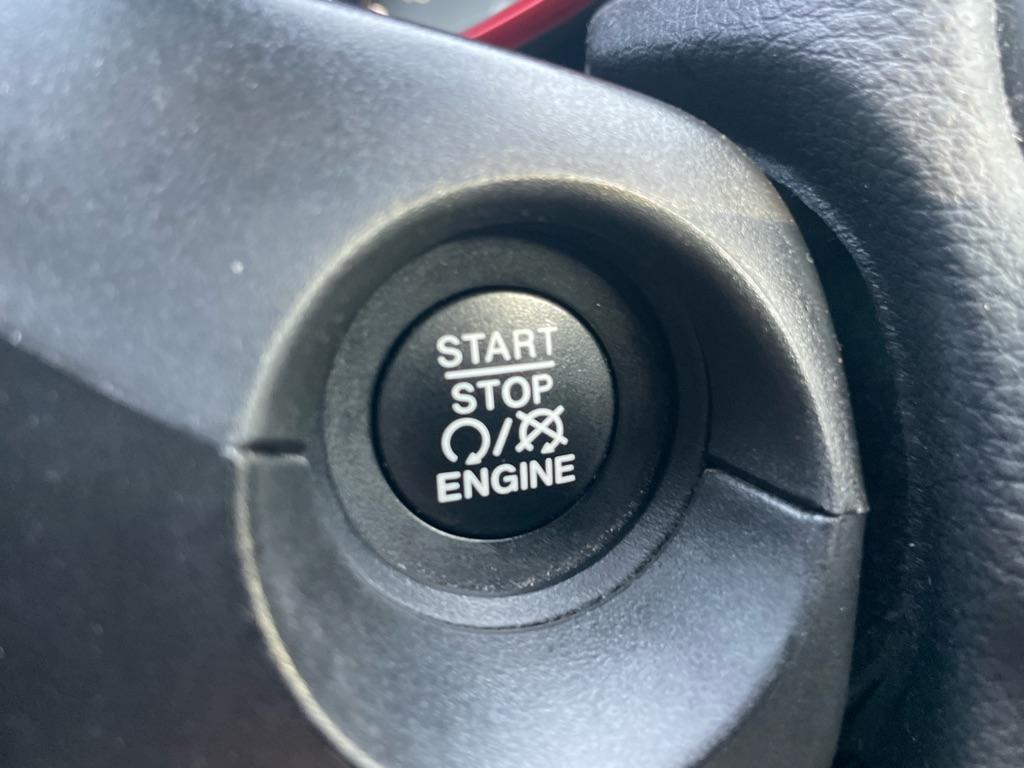 START
STOP
/
ENGINE